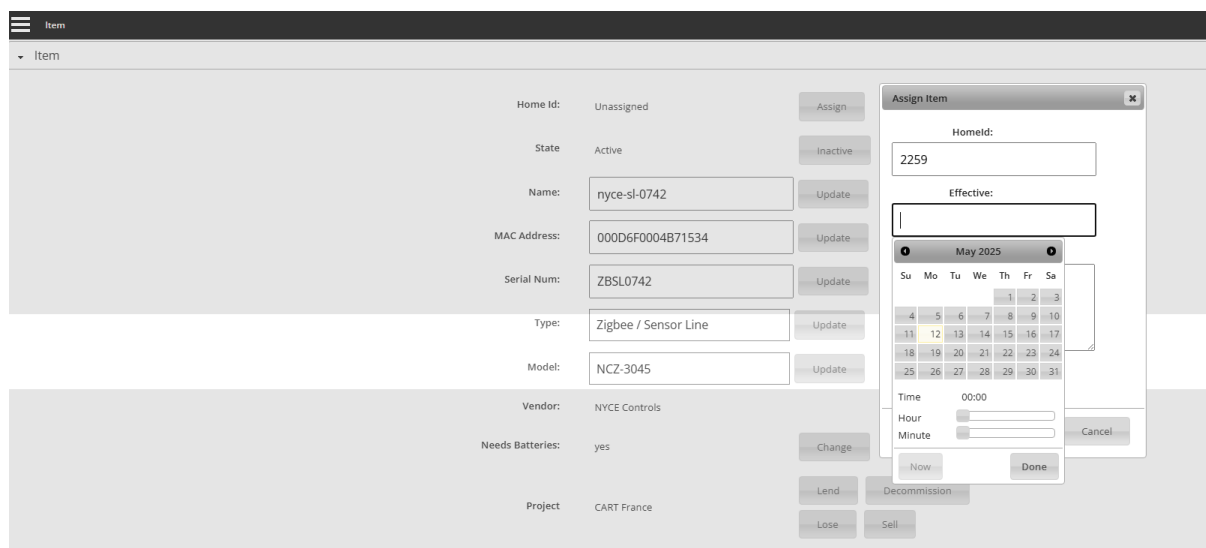 Item
Item
Home Id: Unassigned Assign
State Active Inactive
Name: nyce-sl-0742 Update
MAC Address: 000D6F0004B71534 Update
Serial Num: ZBSL0742 Update
Type: Zigbee / Sensor Line Update
Model: NCZ-3045 Update
Vendor: NYCE Controls
Needs Batteries: yes Change
Project CART France
Lend Decommission
Lose Sell
Assign Item
HomeId:
2259
Effective:
May 2025
Su Mo Tu We Th Fr Sa
1 2 3
4 5 6 7 8 9 10
11 12 13 14 15 16 17
18 19 20 21 22 23 24
25 26 27 28 29 30 31
Time 00:00
Hour
Minute
Now Done
Cancel